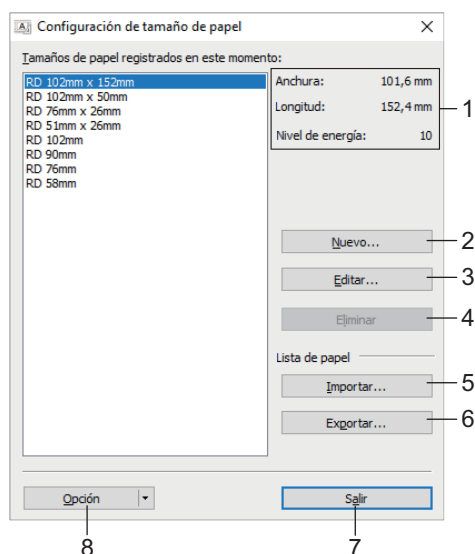 A
Configuración de tamaño de papel
Tamaños de papel registrados en este momento:
RD 102mm x 152mm
RD 102mm x 50mm
RD 76mm x 26mm
RD 51mm x 26mm
RD 102mm
RD 90mm
RD 76mm
RD 58mm
Anchura: 101,6 mm
Longitud: 152,4 mm
Nivel de energía: 10
1
Nuevo...
2
Editar...
3
Eliminar
4
Lista de papel
Importar...
5
Exportar...
6
Opción
Salir
8
7